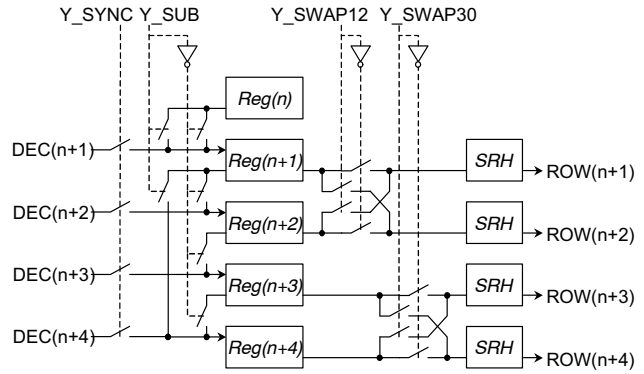 Y_SYNC Y_SUB Y_SWAP12 Y_SWAP30
Reg(n)
DEC(n+1) Reg(n+1) SRH ROW(n+1)
DEC(n+2) Reg(n+2) SRH ROW(n+2)
DEC(n+3) Reg(n+3) SRH ROW(n+3)
DEC(n+4) Reg(n+4) SRH ROW(n+4)